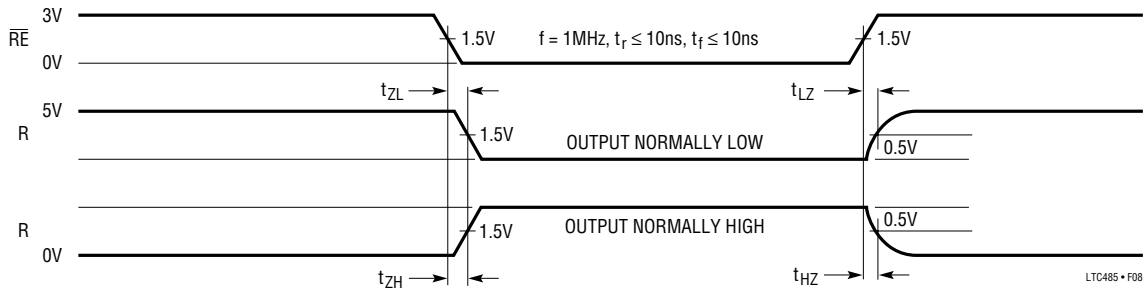 3V
RE
0V
1.5V
f = 1MHz, tr ≤ 10ns, tf ≤ 10ns
1.5V
tZL
tLZ
5V
R
1.5V
OUTPUT NORMALLY LOW
0.5V
R
0V
1.5V
OUTPUT NORMALLY HIGH
0.5V
tZH
tHZ
LTC485 • F08